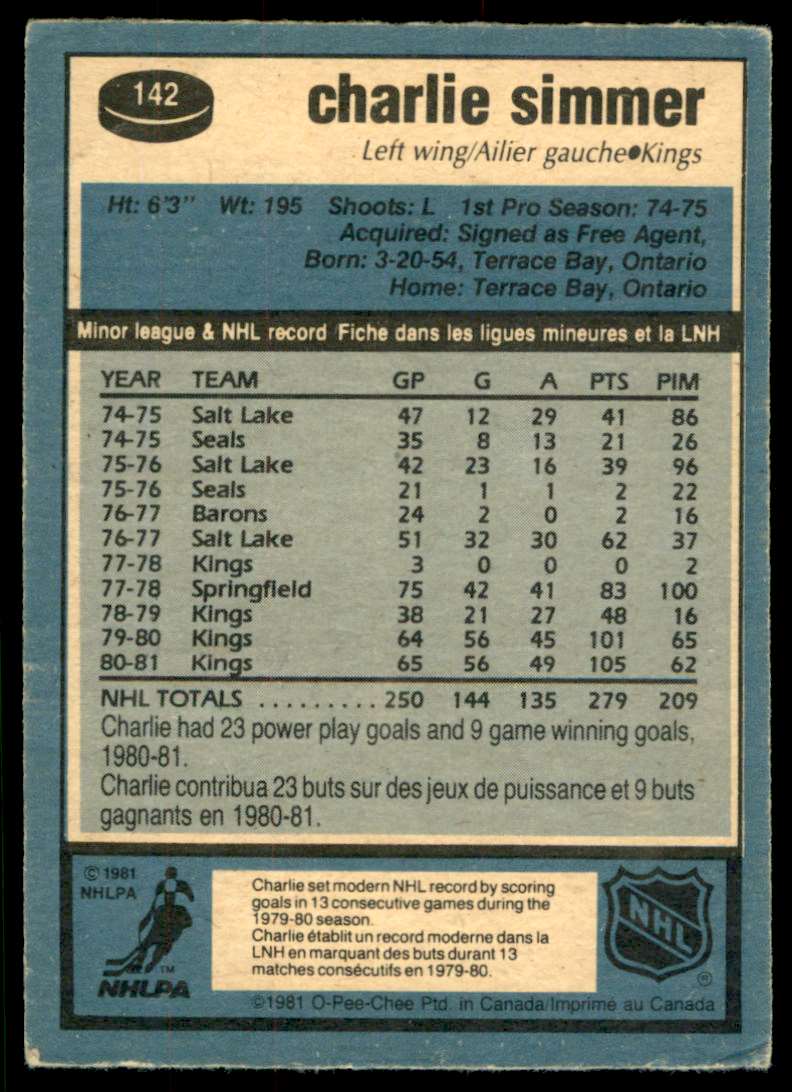 142
charlie simmer
Left wing/Ailier gauche●Kings
Ht: 6'3" Wt: 195 Shoots: L 1st Pro Season: 74-75
Acquired: Signed as Free Agent,
Born: 3-20-54, Terrace Bay, Ontario
Home: Terrace Bay, Ontario
Minor league & NHL record/Fiche dans les ligues mineures et la LNH
YEAR TEAM GP G A PTS PIM
74-75 Salt Lake 47 12 29 41 86
74-75 Seals 35 8 13 21 26
75-76 Salt Lake 42 23 16 39 96
75-76 Seals 21 1 1 2 22
76-77 Barons 24 2 0 2 16
76-77 Salt Lake 51 32 30 62 37
77-78 Kings 3 0 0 0 2
77-78 Springfield 75 42 41 83 100
78-79 Kings 38 21 27 48 16
79-80 Kings 64 56 45 101 65
80-81 Kings 65 56 49 105 62
NHL TOTALS ......... 250 144 135 279 209
Charlie had 23 power play goals and 9 game winning goals,
1980-81.
Charlie contribua 23 buts sur des jeux de puissance et 9 buts
gagnants en 1980-81.
© 1981
NHLPA
TM
NHLPA
Charlie set modern NHL record by scoring
goals in 13 consecutive games during the
1979-80 season.
Charlie établit un record moderne dans la
LNH en marquant des buts durant 13
matches consécutifs en 1979-80.
NHL
®
©1981 O-Pee-Chee Ptd. in Canada/Imprimé au Canada